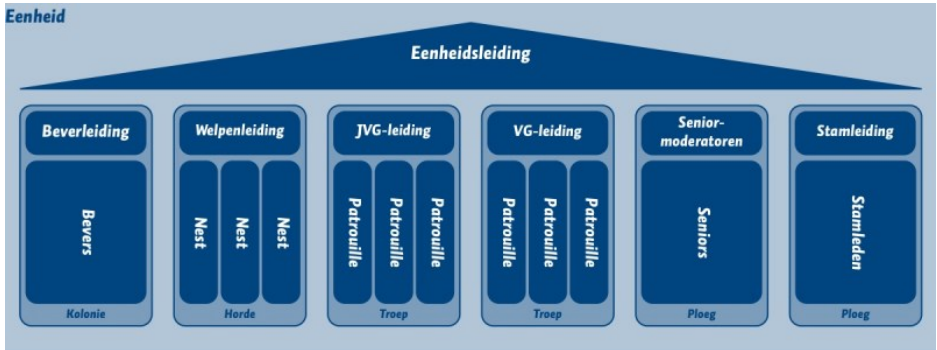 Eenheid
Eenheidsleiding
Beverleiding
Bevers
Kolonie
Welpenleiding
Nest
Nest
Nest
Horde
JVG-leiding
Patrouille
Patrouille
Patrouille
Troep
VG-leiding
Patrouille
Patrouille
Patrouille
Troep
Senior-
moderatoren
Seniors
Ploeg
Stamleiding
Stamleden
Ploeg